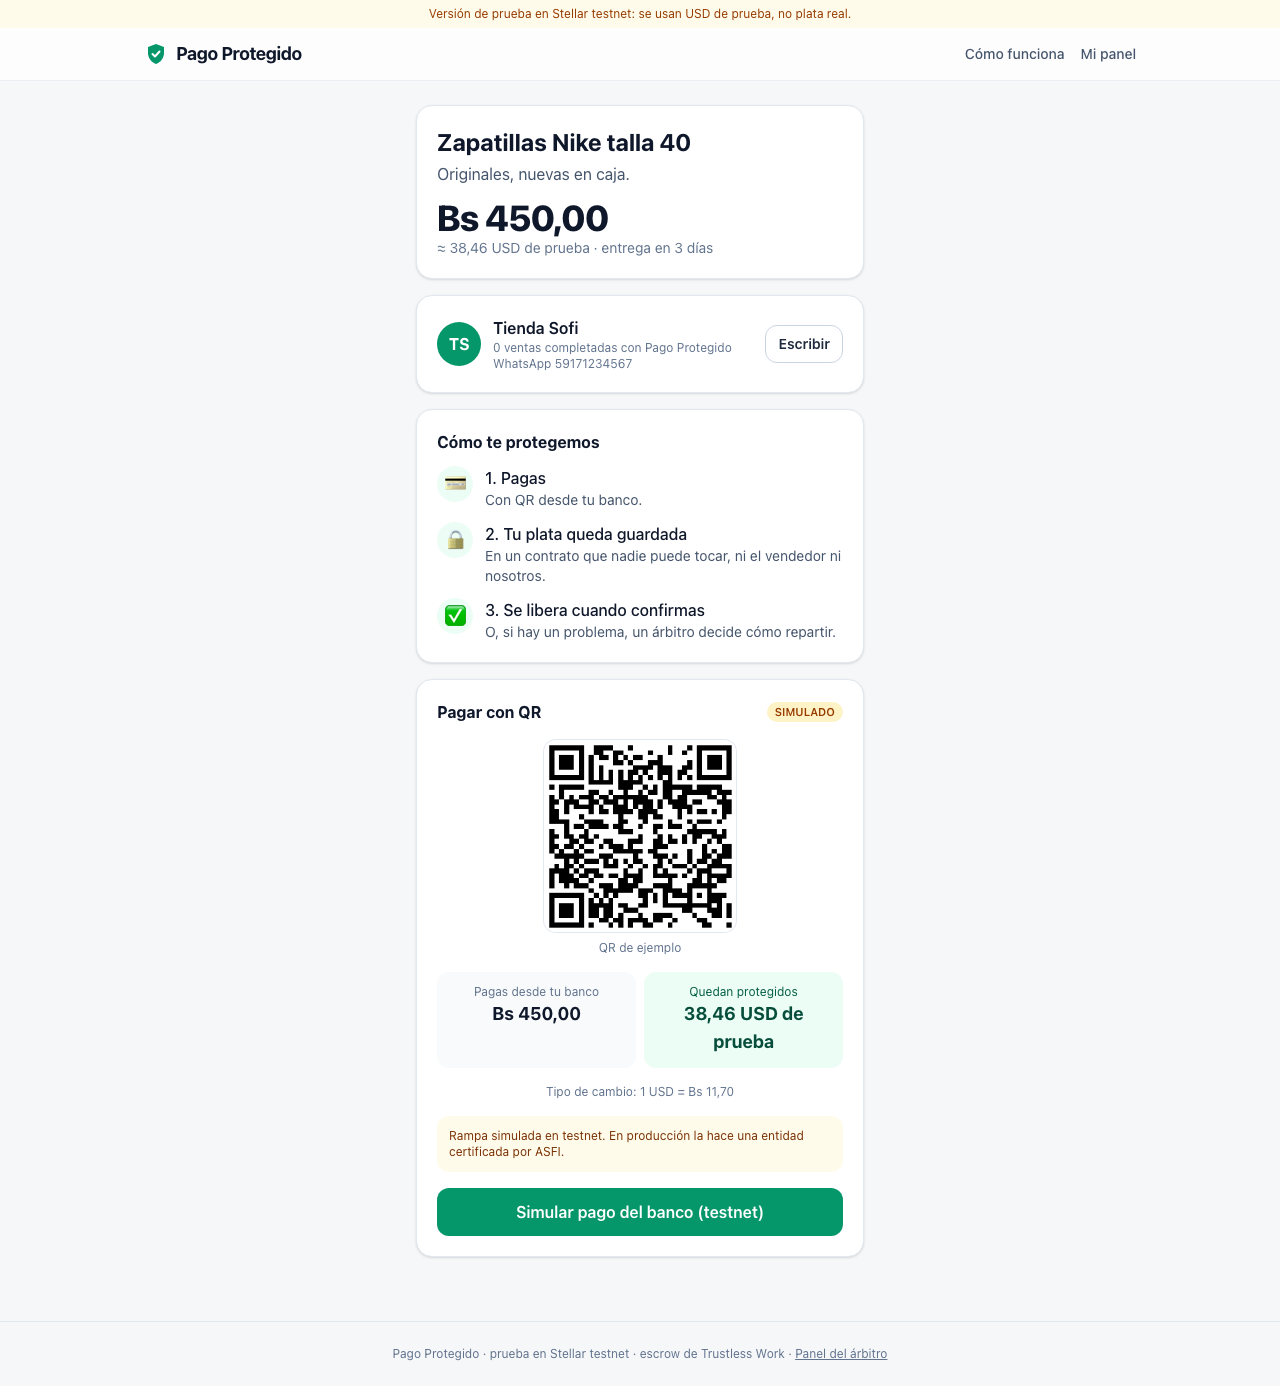 Versión de prueba en Stellar testnet: se usan USD de prueba, no plata real.
Pago Protegido
Cómo funciona
Mi panel
Zapatillas Nike talla 40
Originales, nuevas en caja.
Bs 450,00
≈ 38,46 USD de prueba · entrega en 3 días
TS
Tienda Sofi
0 ventas completadas con Pago Protegido
WhatsApp 59171234567
Escribir
Cómo te protegemos
1. Pagas
Con QR desde tu banco.
2. Tu plata queda guardada
En un contrato que nadie puede tocar, ni el vendedor ni
nosotros.
3. Se libera cuando confirmas
O, si hay un problema, un árbitro decide cómo repartir.
Pagar con QR
SIMULADO
QR de ejemplo
Pagas desde tu banco
Bs 450,00
Quedan protegidos
38,46 USD de
prueba
Tipo de cambio: 1 USD = Bs 11,70
Rampa simulada en testnet. En producción la hace una entidad
certificada por ASFI.
Simular pago del banco (testnet)
Pago Protegido · prueba en Stellar testnet · escrow de Trustless Work · Panel del árbitro